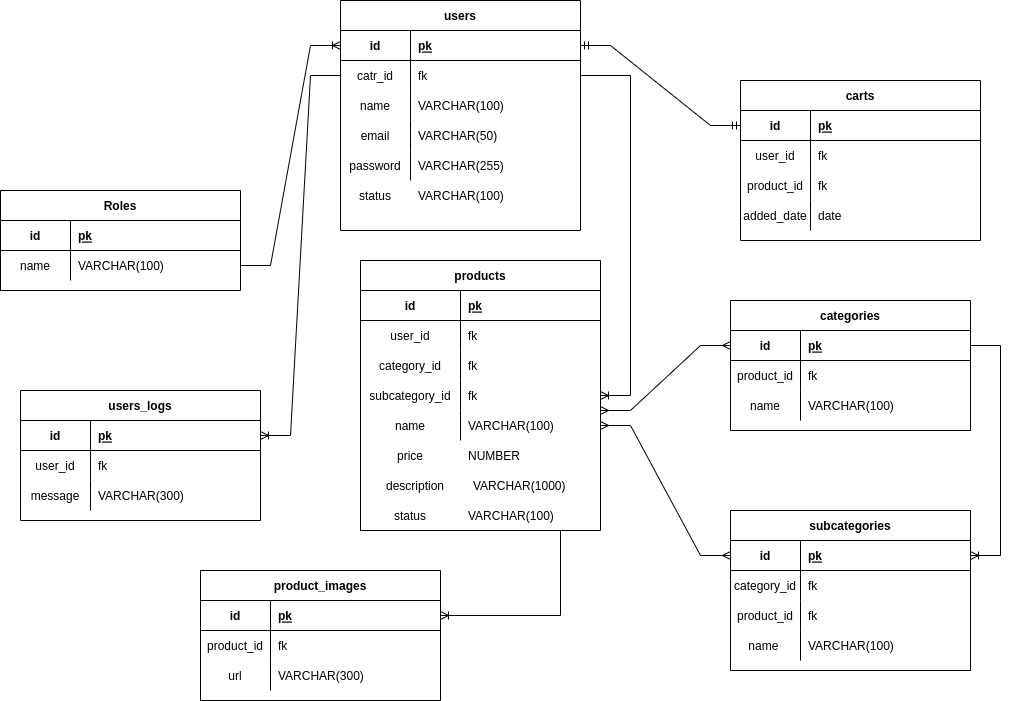 users
id pk
catr_id fk
name VARCHAR(100)
email VARCHAR(50)
password VARCHAR(255)
status VARCHAR(100)
carts
id pk
user_id fk
product_id fk
added_date date
Roles
id pk
name VARCHAR(100)
products
id pk
user_id fk
category_id fk
subcategory_id fk
name VARCHAR(100)
price NUMBER
description VARCHAR(1000)
status VARCHAR(100)
categories
id pk
product_id fk
name VARCHAR(100)
users_logs
id pk
user_id fk
message VARCHAR(300)
subcategories
id pk
category_id fk
product_id fk
name VARCHAR(100)
product_images
id pk
product_id fk
url VARCHAR(300)